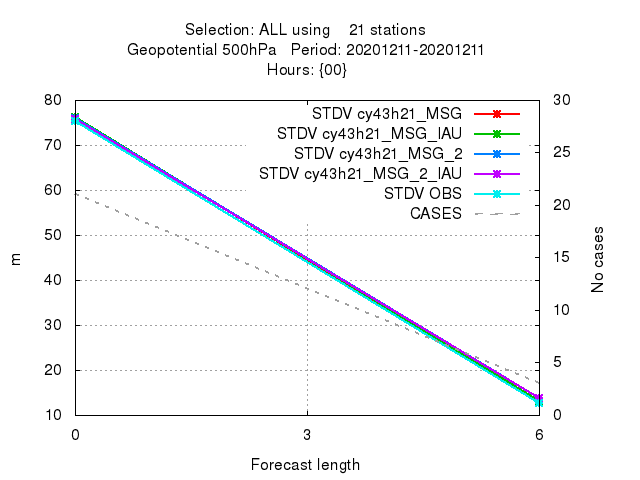 Selection: ALL using 21 stations
Geopotential 500hPa Period: 20201211-20201211
Hours: {00}
80
70
60
50
40
30
20
10
m
30
25
20
15
10
5
0
No cases
STDV cy43h21_MSG
STDV cy43h21_MSG_IAU
STDV cy43h21_MSG_2
STDV cy43h21_MSG_2_IAU
STDV OBS
CASES
0 3 6
Forecast length